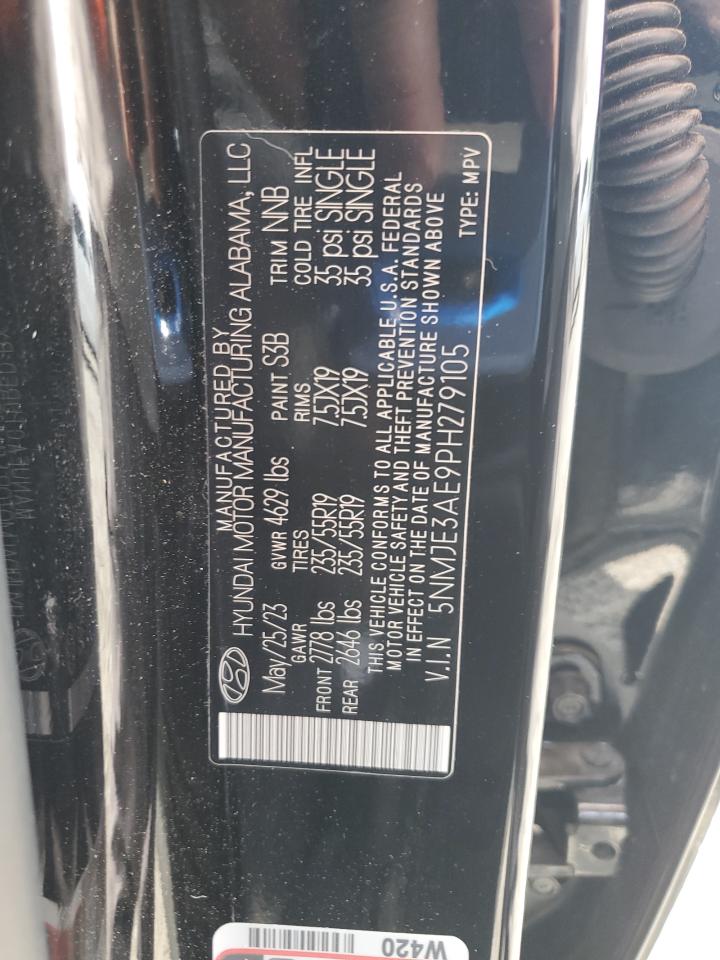 MANUFACTURED BY
HYUNDAI MOTOR MANUFACTURING ALABAMA, LLC
May/25/23 GVWR 4629 lbs PAINT S3B TRIM NNB
GAWR TIRES RIMS COLD TIRE INFL
FRONT 2778 lbs 235/55R19 7.5JX19 35 psi SINGLE
REAR 2646 lbs 235/55R19 7.5JX19 35 psi SINGLE
THIS VEHICLE CONFORMS TO ALL APPLICABLE U.S.A. FEDERAL
MOTOR VEHICLE SAFETY AND THEFT PREVENTION STANDARDS
IN EFFECT ON THE DATE OF MANUFACTURE SHOWN ABOVE
V.I.N 5NMJE3AE9PH279105 TYPE: MPV
W420